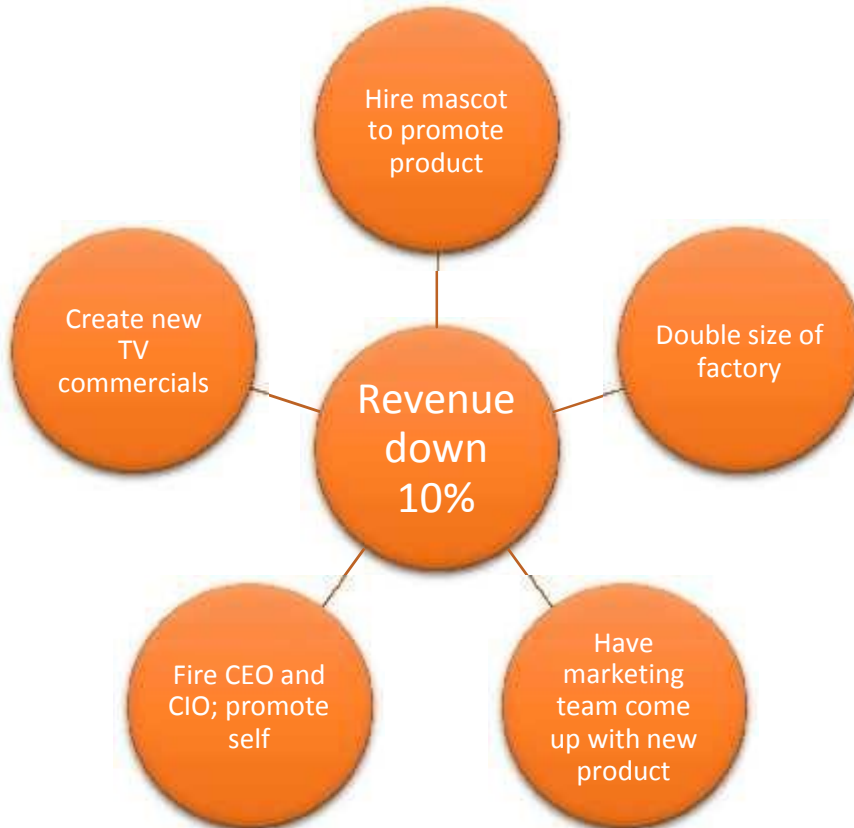 Hire mascot
to promote
product
Create new
TV
commercials
Double size of
factory
Revenue
down
10%
Fire CEO and
CIO; promote
self
Have
marketing
team come
up with new
product